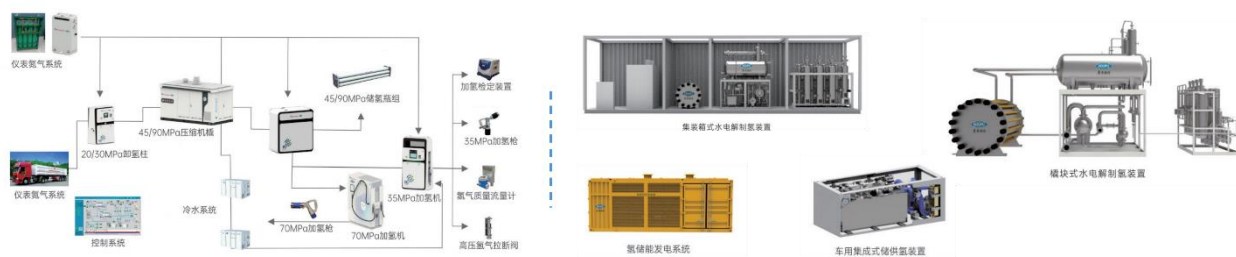 仪表氮气系统
45/90MPa储氢瓶组
加氢检定装置
45/90MPa压缩机橇
20/30MPa卸氢柱
35MPa加氢枪
仪表氮气系统
冷水系统
35MPa加氢机
氢气质量流量计
控制系统
70MPa加氢枪
70MPa加氢机
高压氢气拉断阀
集装箱式水电解制氢装置
橇块式水电解制氢装置
氢储能发电系统
车用集成式储供氢装置